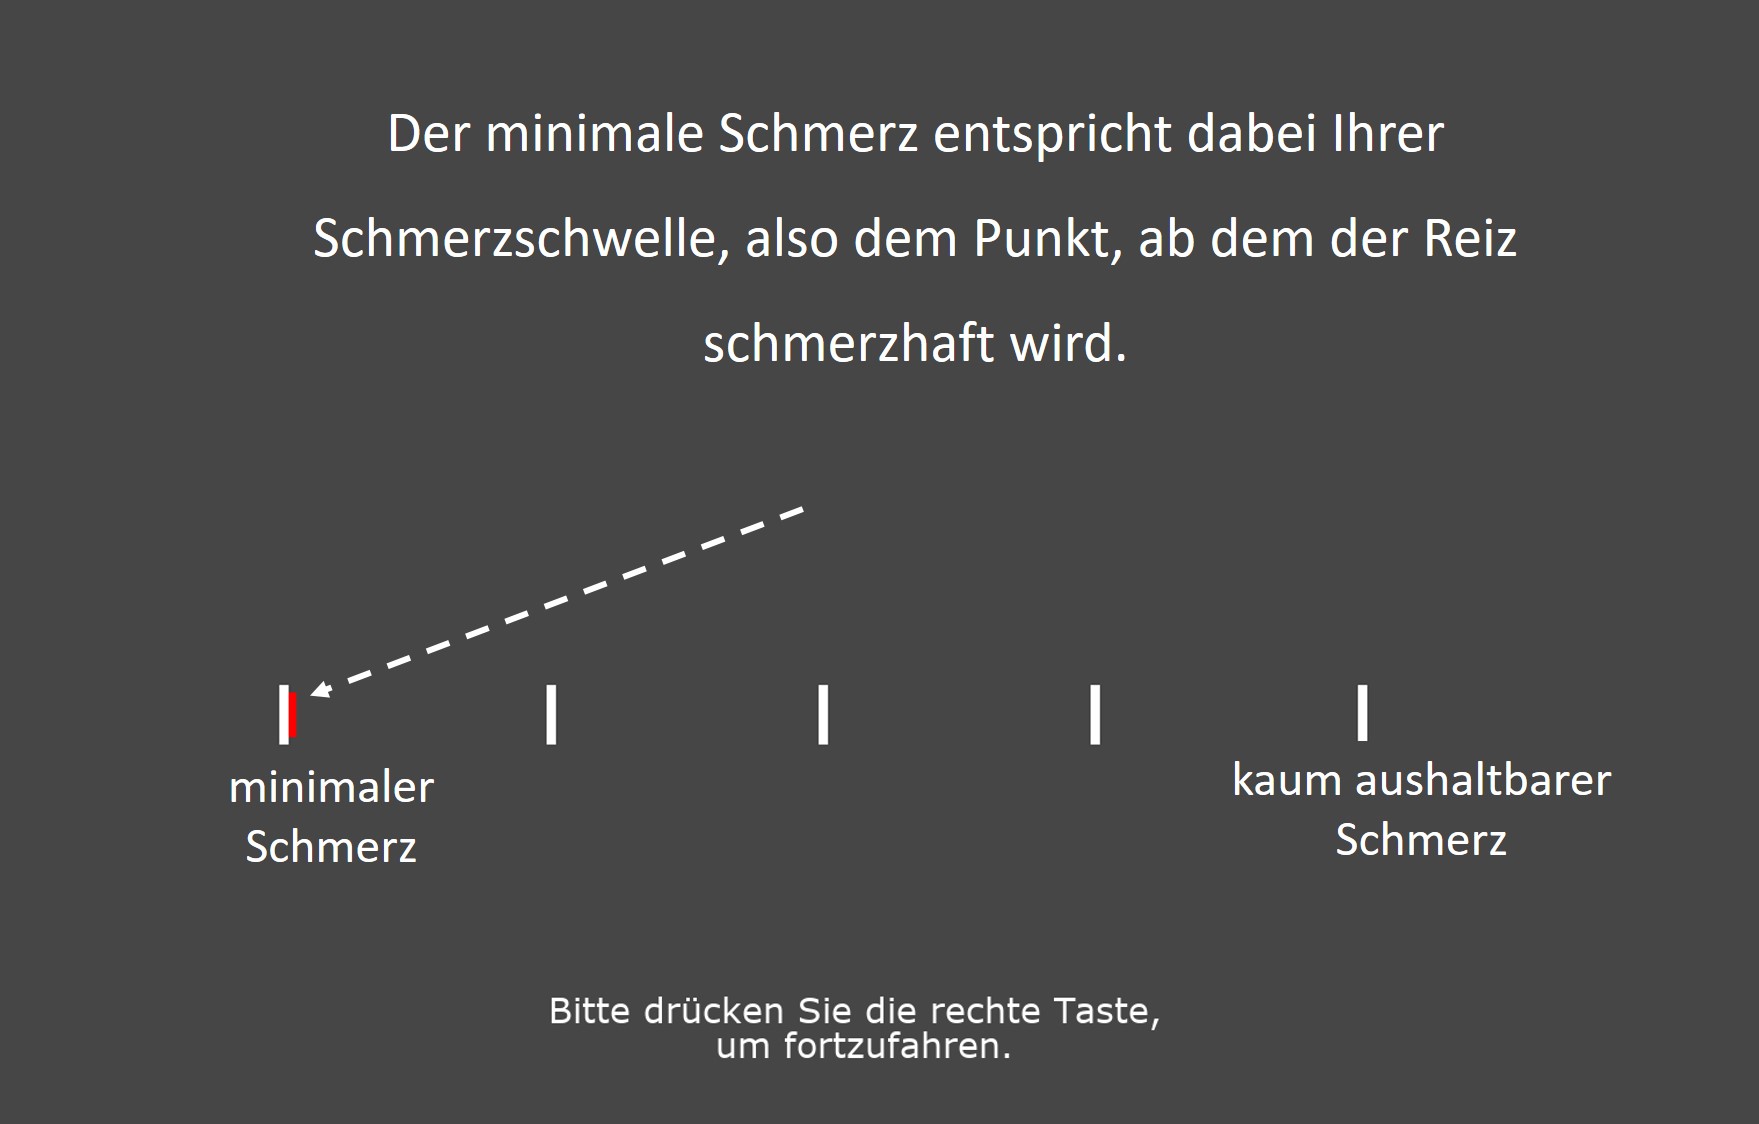 Der minimale Schmerz entspricht dabei Ihrer
Schmerzschwelle, also dem Punkt, ab dem der Reiz
schmerzhaft wird.
minimaler
Schmerz
kaum aushaltbarer
Schmerz
Bitte drücken Sie die rechte Taste,
um fortzufahren.